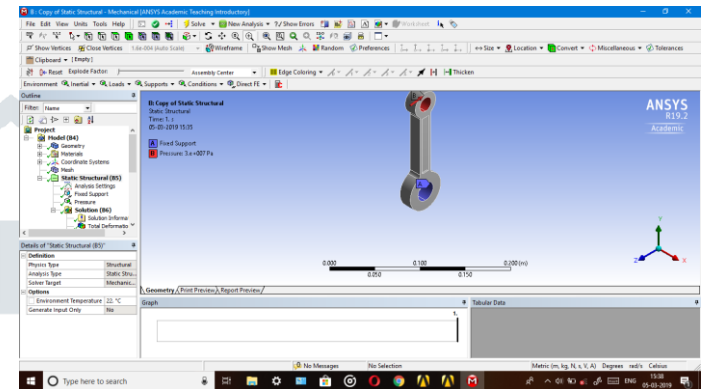 B : Copy of Static Structural - Mechanical [ANSYS Academic Teaching Introductory]
File Edit View Units Tools Help Solve New Analysis ?/ Show Errors Worksheet
Show Vertices Close Vertices 1.6e-004 (Auto Scale) Wireframe Show Mesh Random Preferences Size Location Convert Miscellaneous Tolerances
Clipboard [Empty]
Reset Explode Factor: Assembly Center Edge Coloring Thicken
Environment Inertial Loads Supports Conditions Direct FE
Outline
Filter: Name
Project
Model (B4)
Geometry
Materials
Coordinate Systems
Mesh
Static Structural (B5)
Analysis Settings
Fixed Support
Pressure
Solution (B6)
Solution Informa
Total Deformatio
Details of "Static Structural (B5)"
Definition
Physics Type Structural
Analysis Type Static Stru...
Solver Target Mechanic...
Options
Environment Temperature 22. °C
Generate Input Only No
B: Copy of Static Structural
Static Structural
Time: 1. s
05-03-2019 15:35
A Fixed Support
B Pressure: 3.e+007 Pa
B
A
ANSYS
R19.2
Academic
Y
Z X
0.000 0.100 0.200 (m)
0.050 0.150
Geometry Print Preview Report Preview
Graph
1.
Tabular Data
No Messages No Selection Metric (m, kg, N, s, V, A) Degrees rad/s Celsius
Type here to search
ENG
15:38
05-03-2019